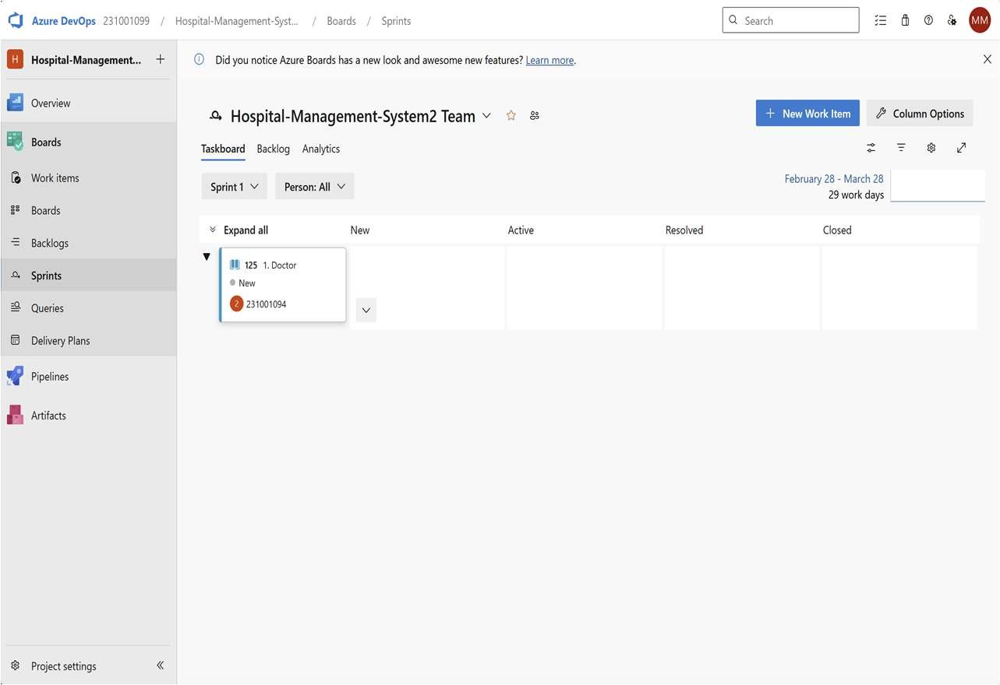 Azure DevOps 231001099 / Hospital-Management-Syst... / Boards / Sprints
Search
MM
H Hospital-Management...
Did you notice Azure Boards has a new look and awesome new features? Learn more.
Overview
Boards
Work items
Boards
Backlogs
Sprints
Queries
Delivery Plans
Pipelines
Artifacts
Project settings
Hospital-Management-System2 Team
New Work Item
Column Options
Taskboard Backlog Analytics
Sprint 1
Person: All
February 28 - March 28
29 work days
Expand all New Active Resolved Closed
125 1. Doctor
New
2 231001094